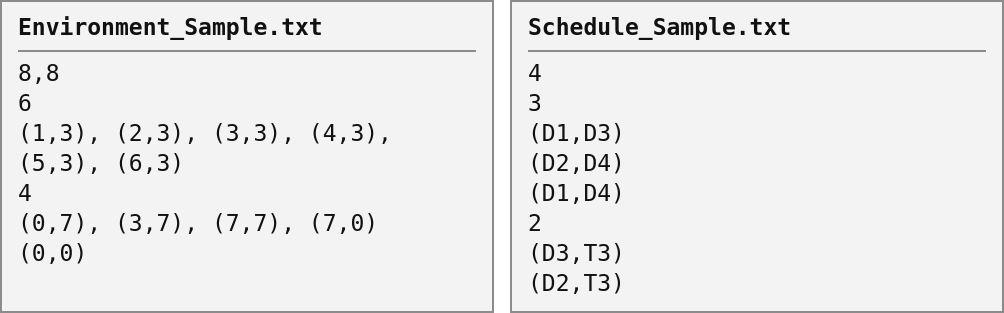 Environment_Sample.txt
8,8
6
(1,3), (2,3), (3,3), (4,3),
(5,3), (6,3)
4
(0,7), (3,7), (7,7), (7,0)
(0,0)
Schedule_Sample.txt
4
3
(D1,D3)
(D2,D4)
(D1,D4)
2
(D3,T3)
(D2,T3)